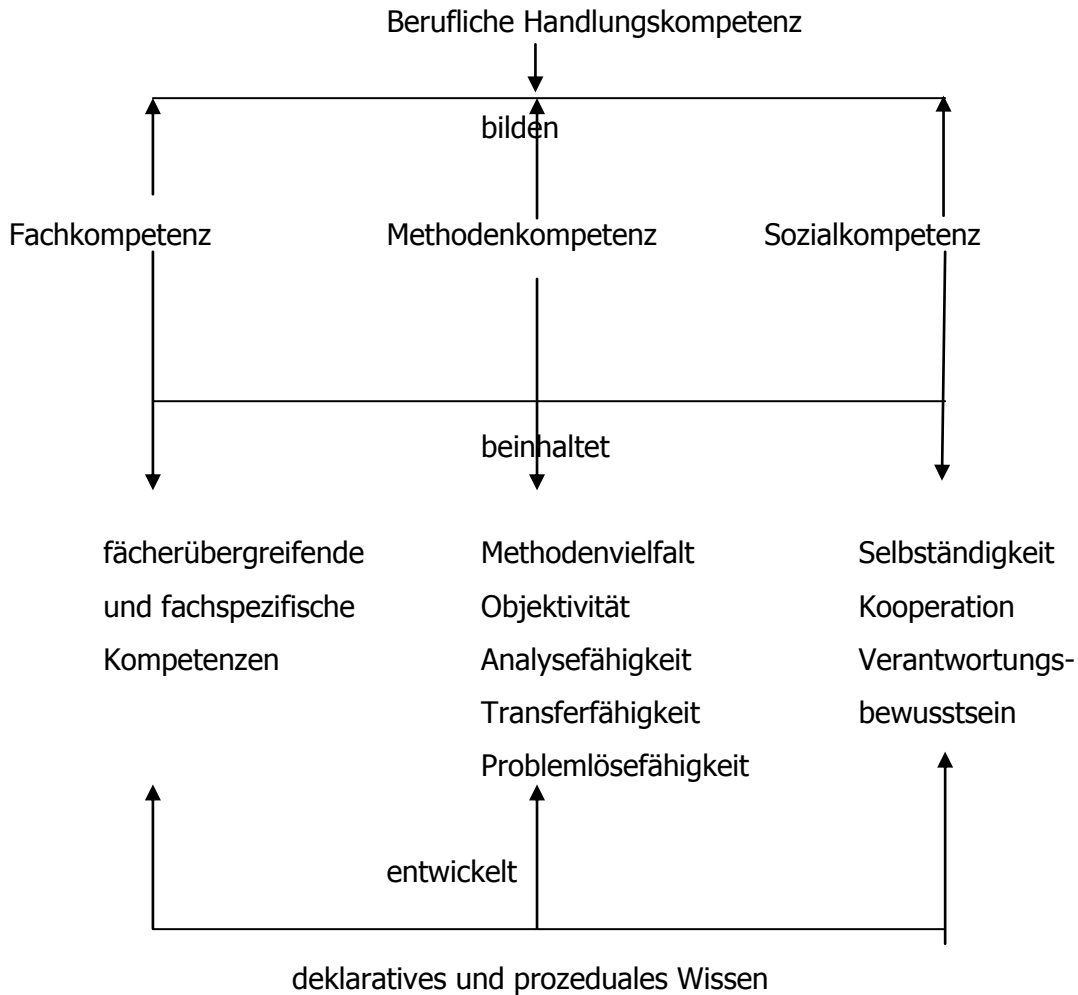 Berufliche Handlungskompetenz
bilden
Fachkompetenz Methodenkompetenz Sozialkompetenz
beinhaltet
fächerübergreifende Methodenvielfalt Selbständigkeit
und fachspezifische Objektivität Kooperation
Kompetenzen Analysefähigkeit Verantwortungs-
Transferfähigkeit bewusstsein
Problemlösefähigkeit
entwickelt
deklaratives und prozeduales Wissen